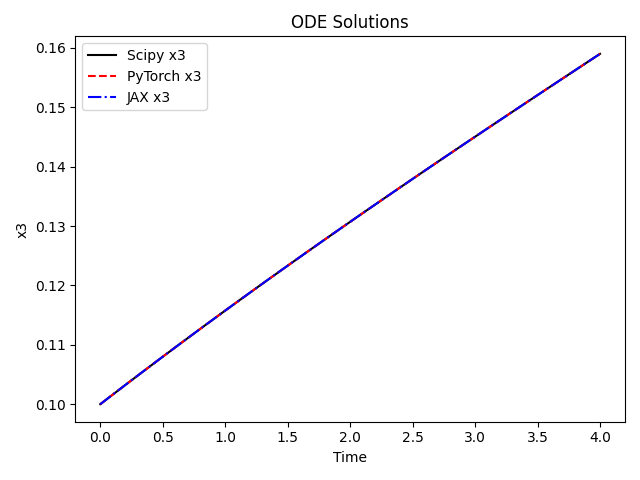 ODE Solutions
Scipy x3
PyTorch x3
JAX x3
0.16
0.15
0.14
0.13
0.12
0.11
0.10
x3
0.0 0.5 1.0 1.5 2.0 2.5 3.0 3.5 4.0
Time